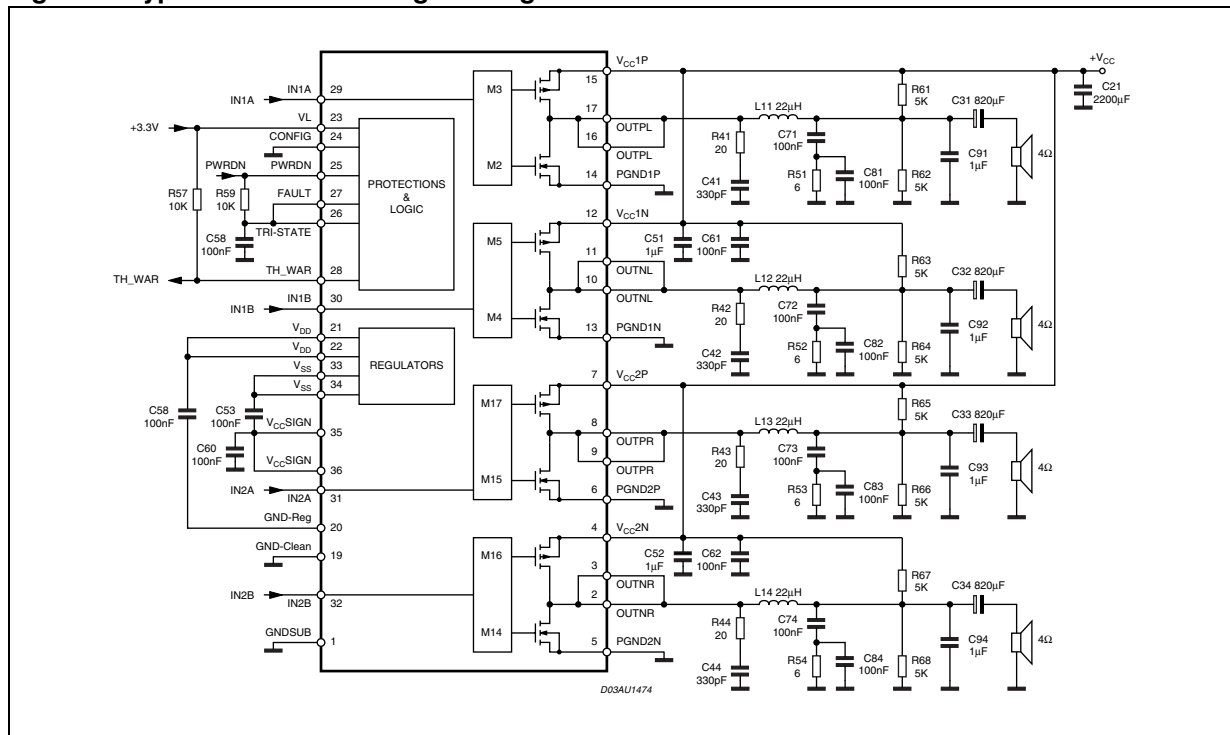 IN1A
IN1A
29
+3.3V
VL
23
CONFIG
24
PWRDN
PWRDN
25
FAULT
27
26
R57
10K
R59
10K
C58
100nF
TRI-STATE
PROTECTIONS
&
LOGIC
TH_WAR
TH_WAR
28
IN1B
IN1B
30
VDD
21
VDD
22
VSS
33
VSS
34
REGULATORS
C58
100nF
C53
100nF
VCCSIGN
35
C60
100nF
VCCSIGN
36
IN2A
IN2A
31
GND-Reg
20
GND-Clean
19
IN2B
IN2B
32
GNDSUB
1
M3
M2
M5
M4
M17
M15
M16
M14
15
VCC1P
17
OUTPL
16
OUTPL
14
PGND1P
12
VCC1N
11
OUTNL
10
OUTNL
13
PGND1N
7
VCC2P
8
OUTPR
9
OUTPR
6
PGND2P
4
VCC2N
3
OUTNR
2
OUTNR
5
PGND2N
+VCC
C21
2200µF
L11 22µH
R41
20
C41
330pF
C71
100nF
R51
6
C81
100nF
R61
5K
R62
5K
C31 820µF
C91
1µF
4Ω
C51
1µF
C61
100nF
L12 22µH
R42
20
C42
330pF
C72
100nF
R52
6
C82
100nF
R63
5K
R64
5K
C32 820µF
C92
1µF
4Ω
L13 22µH
R43
20
C43
330pF
C73
100nF
R53
6
C83
100nF
R65
5K
R66
5K
C33 820µF
C93
1µF
4Ω
C52
1µF
C62
100nF
L14 22µH
R44
20
C44
330pF
C74
100nF
R54
6
C84
100nF
R67
5K
R68
5K
C34 820µF
C94
1µF
4Ω
D03AU1474